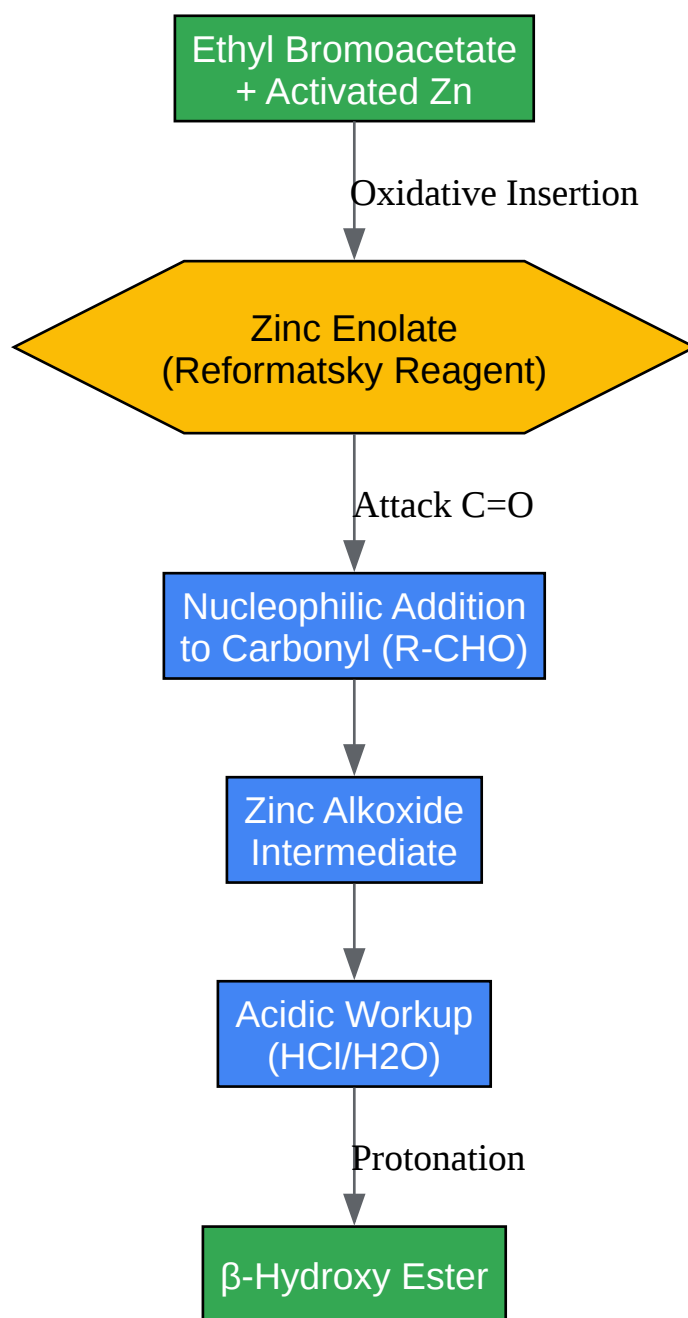 Ethyl Bromoacetate
+ Activated Zn
Oxidative Insertion
Zinc Enolate
(Reformatsky Reagent)
Attack C=O
Nucleophilic Addition
to Carbonyl (R-CHO)
Zinc Alkoxide
Intermediate
Acidic Workup
(HCl/H2O)
Protonation
β-Hydroxy Ester